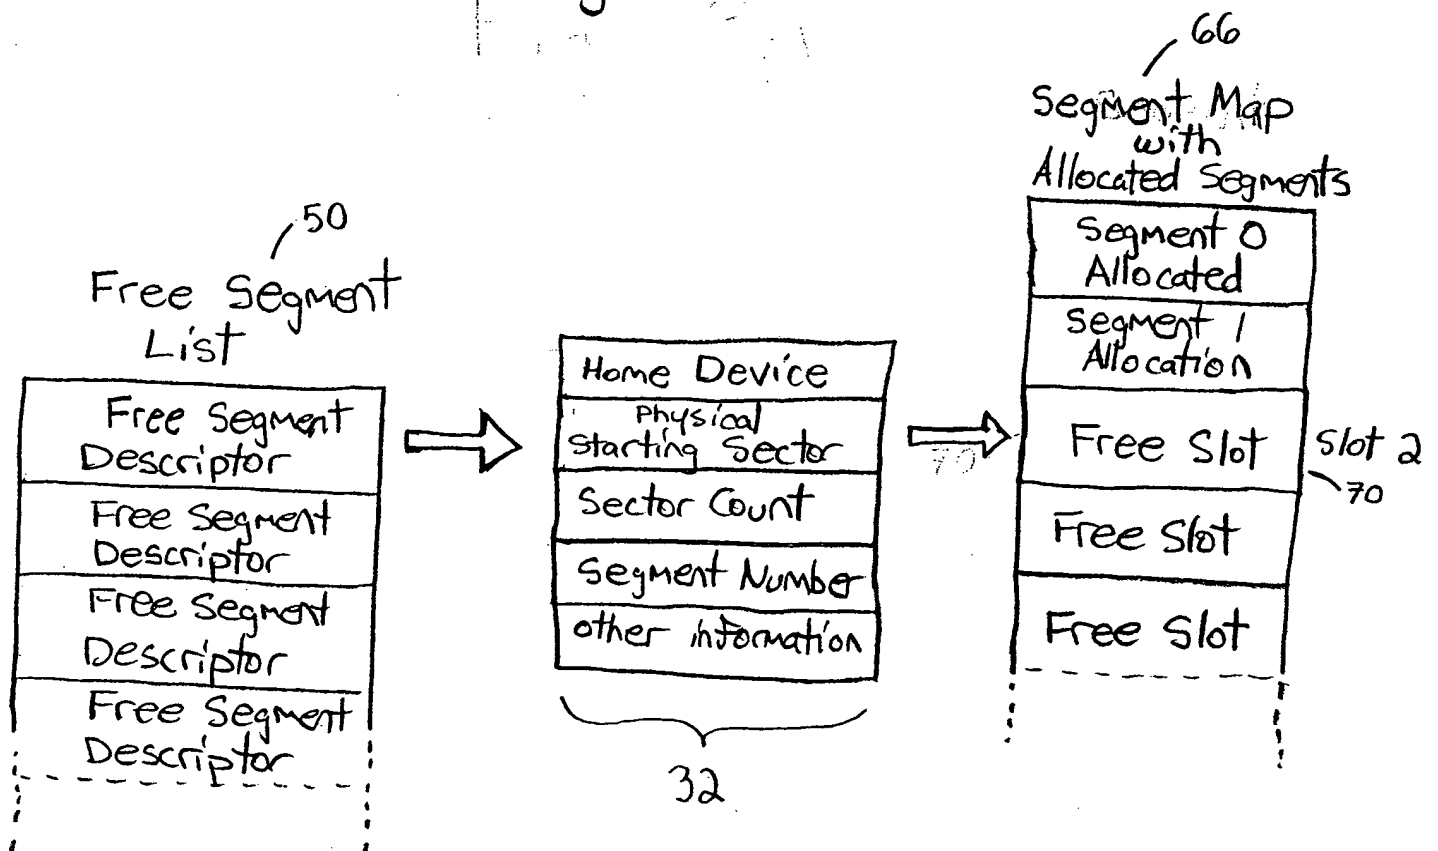 66
Segment Map
with
Allocated Segments
Segment 0
Allocated
Segment 1
Allocation
Free Slot
Slot 2
70
Free Slot
Free Slot
50
Free Segment
List
Free Segment
Descriptor
Free Segment
Descriptor
Free Segment
Descriptor
Free Segment
Descriptor
Home Device
Physical
Starting Sector
Sector Count
Segment Number
other information
32